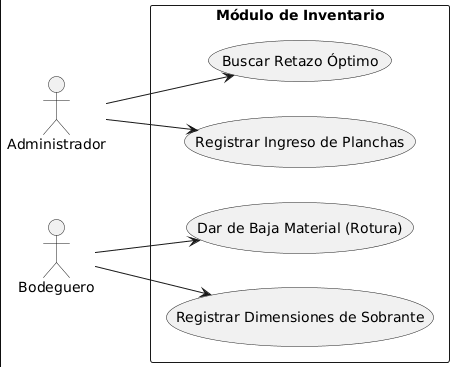 Módulo de Inventario
Buscar Retazo Óptimo
Administrador
Registrar Ingreso de Planchas
Dar de Baja Material (Rotura)
Bodeguero
Registrar Dimensiones de Sobrante